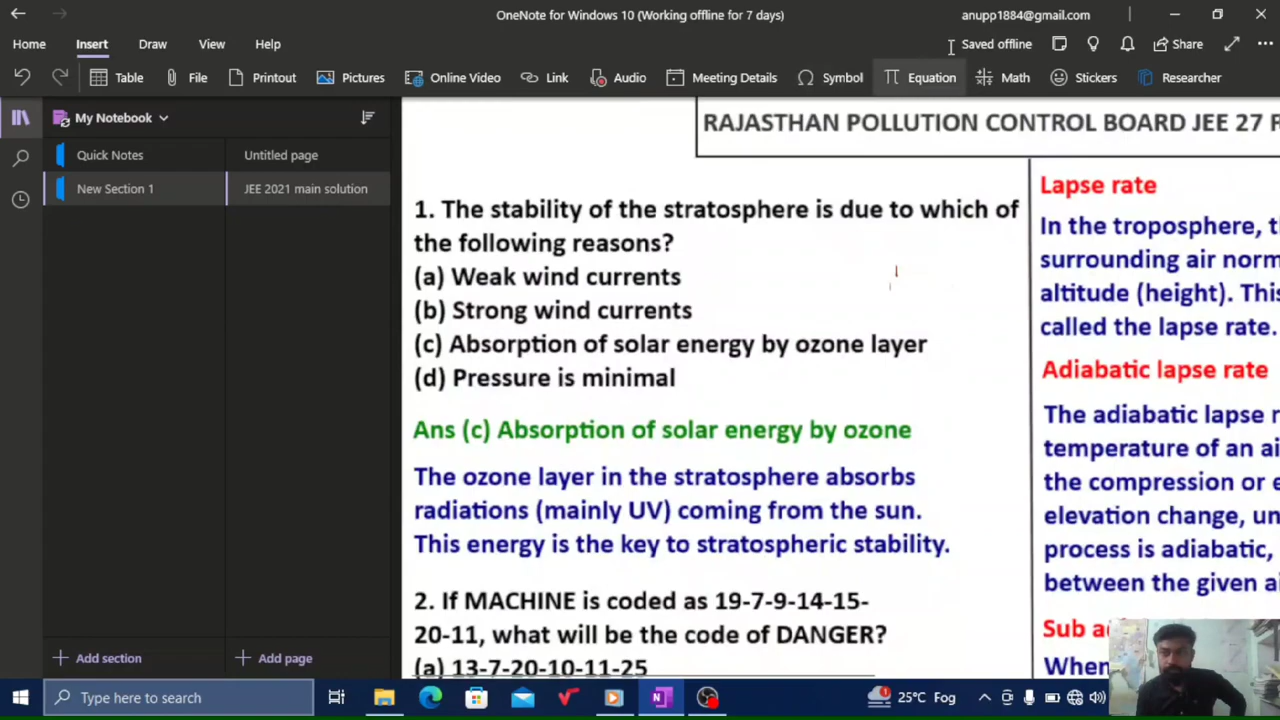 OneNote for Windows 10 (Working offline for 7 days)
anupp1884@gmail.com
Home Insert Draw View Help
Saved offline Share
Table File Printout Pictures Online Video Link Audio Meeting Details Symbol Equation Math Stickers Researcher
My Notebook
Quick Notes
New Section 1
Untitled page
JEE 2021 main solution
RAJASTHAN POLLUTION CONTROL BOARD JEE 27
1. The stability of the stratosphere is due to which of
the following reasons?
(a) Weak wind currents
(b) Strong wind currents
(c) Absorption of solar energy by ozone layer
(d) Pressure is minimal
Ans (c) Absorption of solar energy by ozone
The ozone layer in the stratosphere absorbs
radiations (mainly UV) coming from the sun.
This energy is the key to stratospheric stability.
2. If MACHINE is coded as 19-7-9-14-15-
20-11, what will be the code of DANGER?
(a) 13-7-20-10-11-25
Lapse rate
In the troposphere,
surrounding air
altitude (height).
called the lapse rate.
Adiabatic lapse rate
The adiabatic lapse
temperature of an
the compression or
elevation change,
process is adiabatic,
between the given
Sub
When
Add section
Add page
Type here to search
25°C Fog